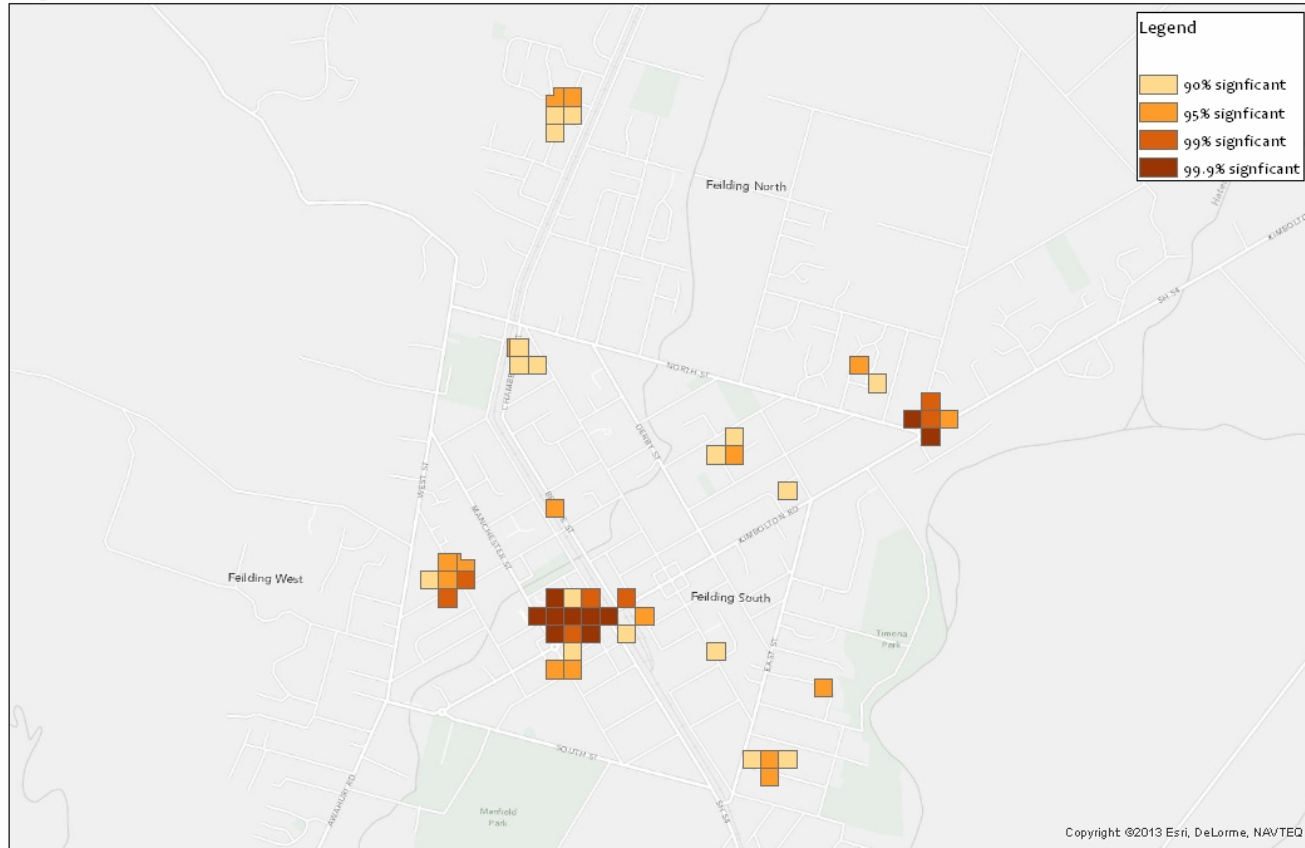 Legend
90% signficant
95% signficant
99% signficant
99.9% signficant
Feilding North
KIMBOLTON
SH 54
NORTH ST
DERBY ST
WEST ST
MANCHESTER ST
KIMBOLTON RD
Feilding West
Feilding South
EAST ST
Timona
Park
SOUTH ST
AWAHURI RD
Manfield
Park
SH 54
Copyright ©2013 Esri, DeLorme, NAVTEQ